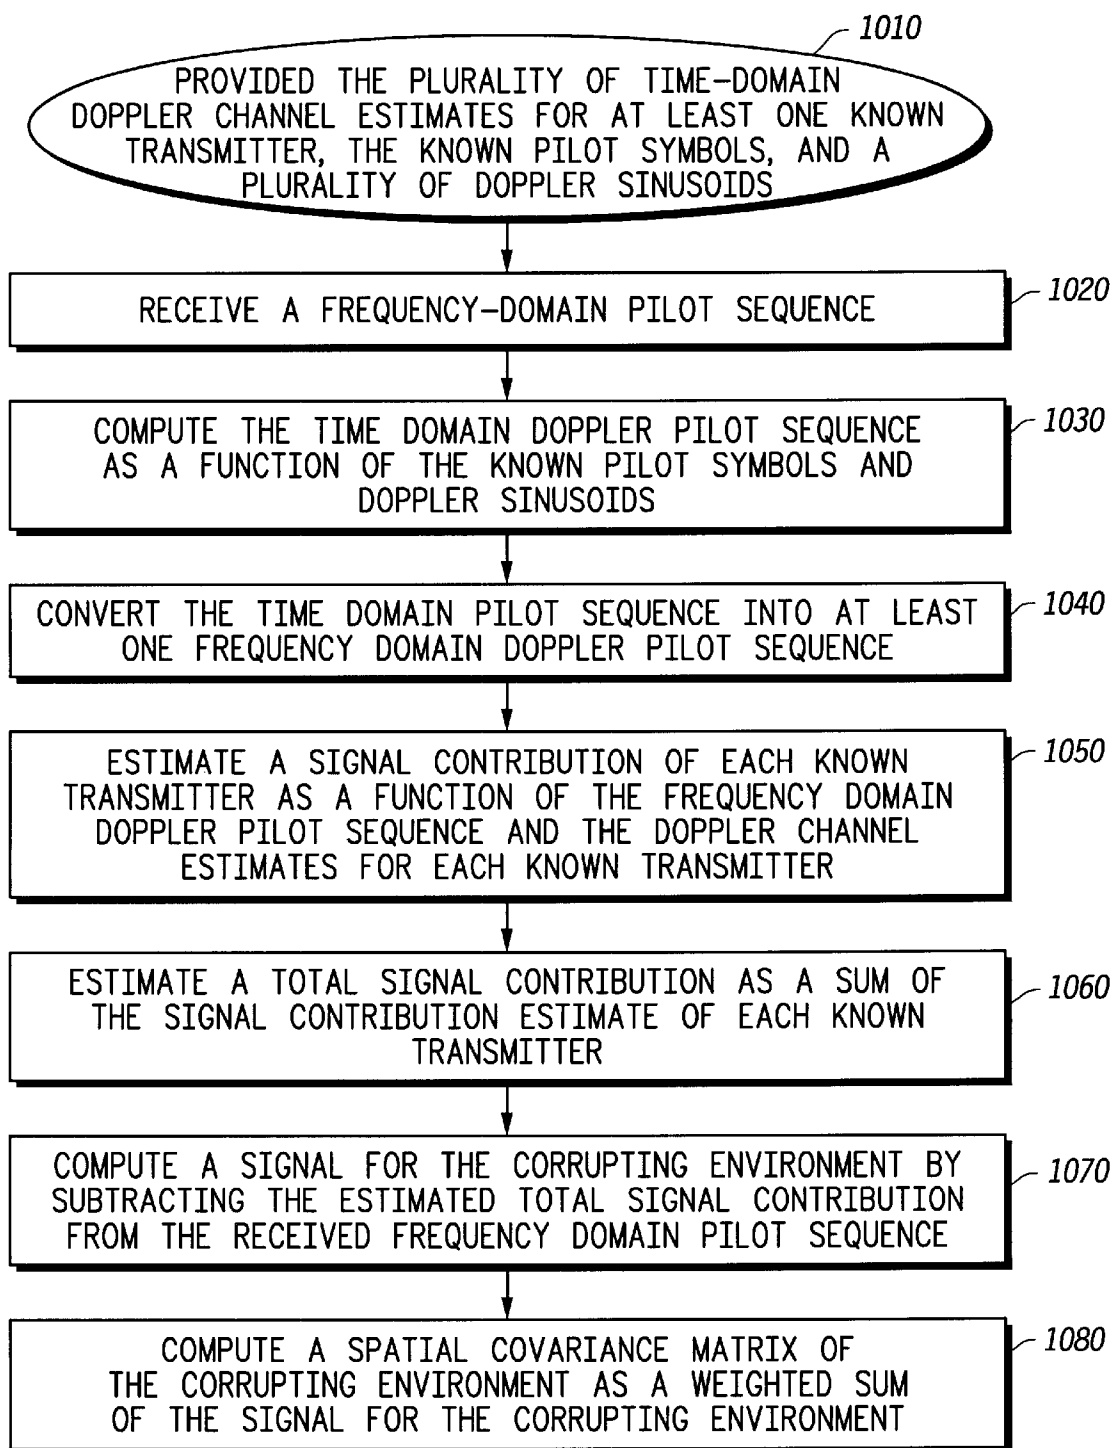 1010
PROVIDED THE PLURALITY OF TIME-DOMAIN
DOPPLER CHANNEL ESTIMATES FOR AT LEAST ONE KNOWN
TRANSMITTER, THE KNOWN PILOT SYMBOLS, AND A
PLURALITY OF DOPPLER SINUSOIDS
RECEIVE A FREQUENCY-DOMAIN PILOT SEQUENCE
1020
COMPUTE THE TIME DOMAIN DOPPLER PILOT SEQUENCE
AS A FUNCTION OF THE KNOWN PILOT SYMBOLS AND
DOPPLER SINUSOIDS
1030
CONVERT THE TIME DOMAIN PILOT SEQUENCE INTO AT LEAST
ONE FREQUENCY DOMAIN DOPPLER PILOT SEQUENCE
1040
ESTIMATE A SIGNAL CONTRIBUTION OF EACH KNOWN
TRANSMITTER AS A FUNCTION OF THE FREQUENCY DOMAIN
DOPPLER PILOT SEQUENCE AND THE DOPPLER CHANNEL
ESTIMATES FOR EACH KNOWN TRANSMITTER
1050
ESTIMATE A TOTAL SIGNAL CONTRIBUTION AS A SUM OF
THE SIGNAL CONTRIBUTION ESTIMATE OF EACH KNOWN
TRANSMITTER
1060
COMPUTE A SIGNAL FOR THE CORRUPTING ENVIRONMENT BY
SUBTRACTING THE ESTIMATED TOTAL SIGNAL CONTRIBUTION
FROM THE RECEIVED FREQUENCY DOMAIN PILOT SEQUENCE
1070
COMPUTE A SPATIAL COVARIANCE MATRIX OF
THE CORRUPTING ENVIRONMENT AS A WEIGHTED SUM
OF THE SIGNAL FOR THE CORRUPTING ENVIRONMENT
1080